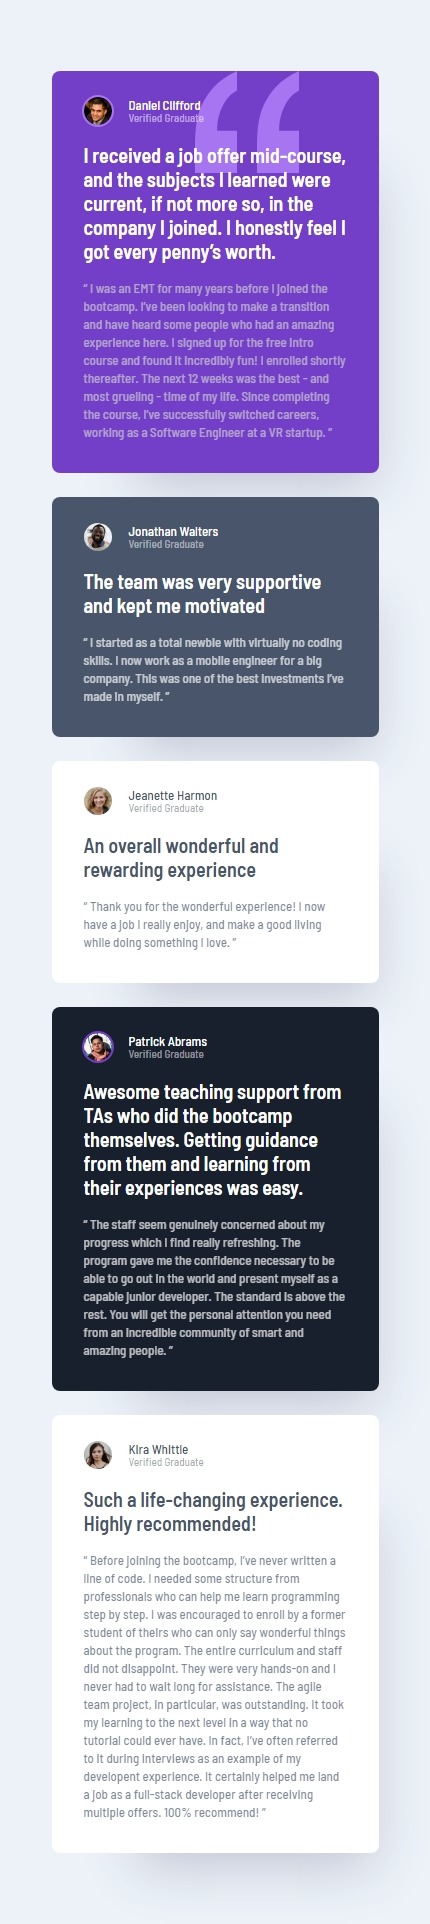 Daniel Clifford
Verified Graduate
I received a job offer mid-course,
and the subjects I learned were
current, if not more so, in the
company I joined. I honestly feel I
got every penny’s worth.
“ I was an EMT for many years before I joined the
bootcamp. I’ve been looking to make a transition
and have heard some people who had an amazing
experience here. I signed up for the free intro
course and found it incredibly fun! I enrolled shortly
thereafter. The next 12 weeks was the best - and
most grueling - time of my life. Since completing
the course, I’ve successfully switched careers,
working as a Software Engineer at a VR startup. ”
Jonathan Walters
Verified Graduate
The team was very supportive
and kept me motivated
“ I started as a total newbie with virtually no coding
skills. I now work as a mobile engineer for a big
company. This was one of the best investments I’ve
made in myself. ”
Jeanette Harmon
Verified Graduate
An overall wonderful and
rewarding experience
“ Thank you for the wonderful experience! I now
have a job I really enjoy, and make a good living
while doing something I love. ”
Patrick Abrams
Verified Graduate
Awesome teaching support from
TAs who did the bootcamp
themselves. Getting guidance
from them and learning from
their experiences was easy.
“ The staff seem genuinely concerned about my
progress which I find really refreshing. The
program gave me the confidence necessary to be
able to go out in the world and present myself as a
capable junior developer. The standard is above the
rest. You will get the personal attention you need
from an incredible community of smart and
amazing people. ”
Kira Whittle
Verified Graduate
Such a life-changing experience.
Highly recommended!
“ Before joining the bootcamp, I’ve never written a
line of code. I needed some structure from
professionals who can help me learn programming
step by step. I was encouraged to enroll by a former
student of theirs who can only say wonderful things
about the program. The entire curriculum and staff
did not disappoint. They were very hands-on and I
never had to wait long for assistance. The agile
team project, in particular, was outstanding. It took
my learning to the next level in a way that no
tutorial could ever have. In fact, I’ve often referred
to it during interviews as an example of my
developent experience. It certainly helped me land
a job as a full-stack developer after receiving
multiple offers. 100% recommend! ”